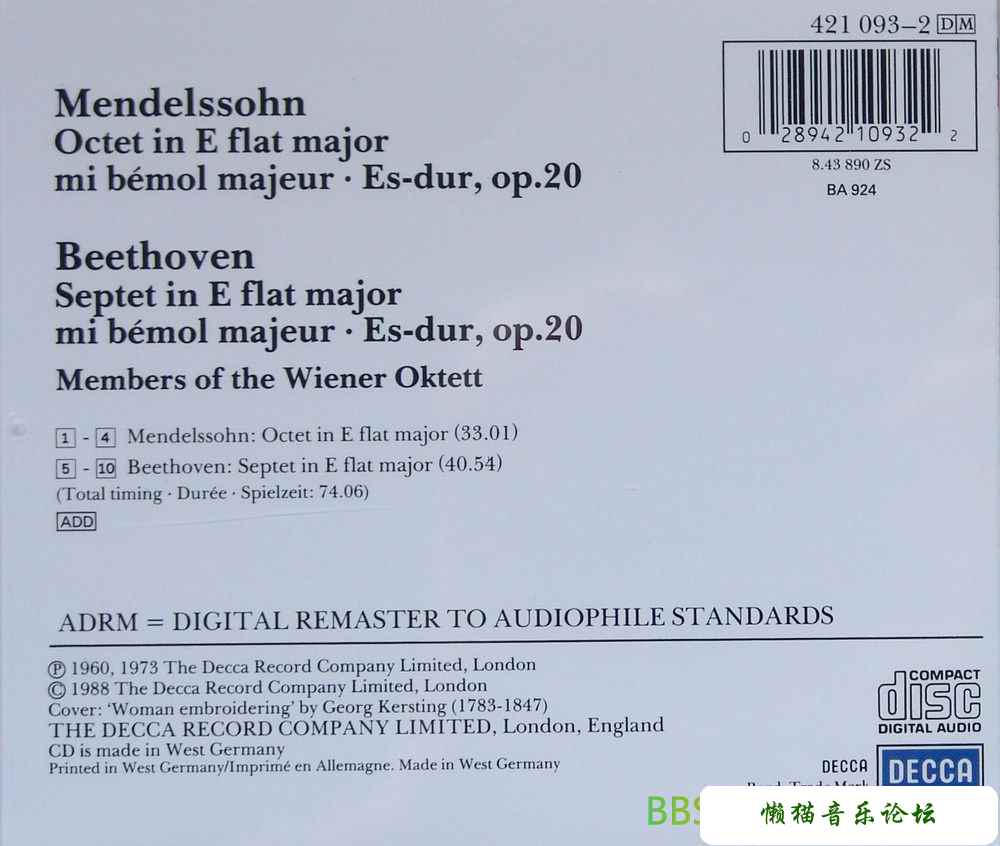 421 093–2 DM
0 28942 10932 2
8.43 890 ZS
BA 924
Mendelssohn
Octet in E flat major
mi bémol majeur · Es-dur, op.20
Beethoven
Septet in E flat major
mi bémol majeur · Es-dur, op.20
Members of the Wiener Oktett
1 - 4 Mendelssohn: Octet in E flat major (33.01)
5 - 10 Beethoven: Septet in E flat major (40.54)
(Total timing · Durée · Spielzeit: 74.06)
ADD
ADRM = DIGITAL REMASTER TO AUDIOPHILE STANDARDS
Ⓟ 1960, 1973 The Decca Record Company Limited, London
© 1988 The Decca Record Company Limited, London
Cover: ‘Woman embroidering’ by Georg Kersting (1783-1847)
THE DECCA RECORD COMPANY LIMITED, London, England
CD is made in West Germany
Printed in West Germany/Imprimé en Allemagne. Made in West Germany
COMPACT
disc
DIGITAL AUDIO
DECCA
DECCA
BBS
懒猫音乐论坛